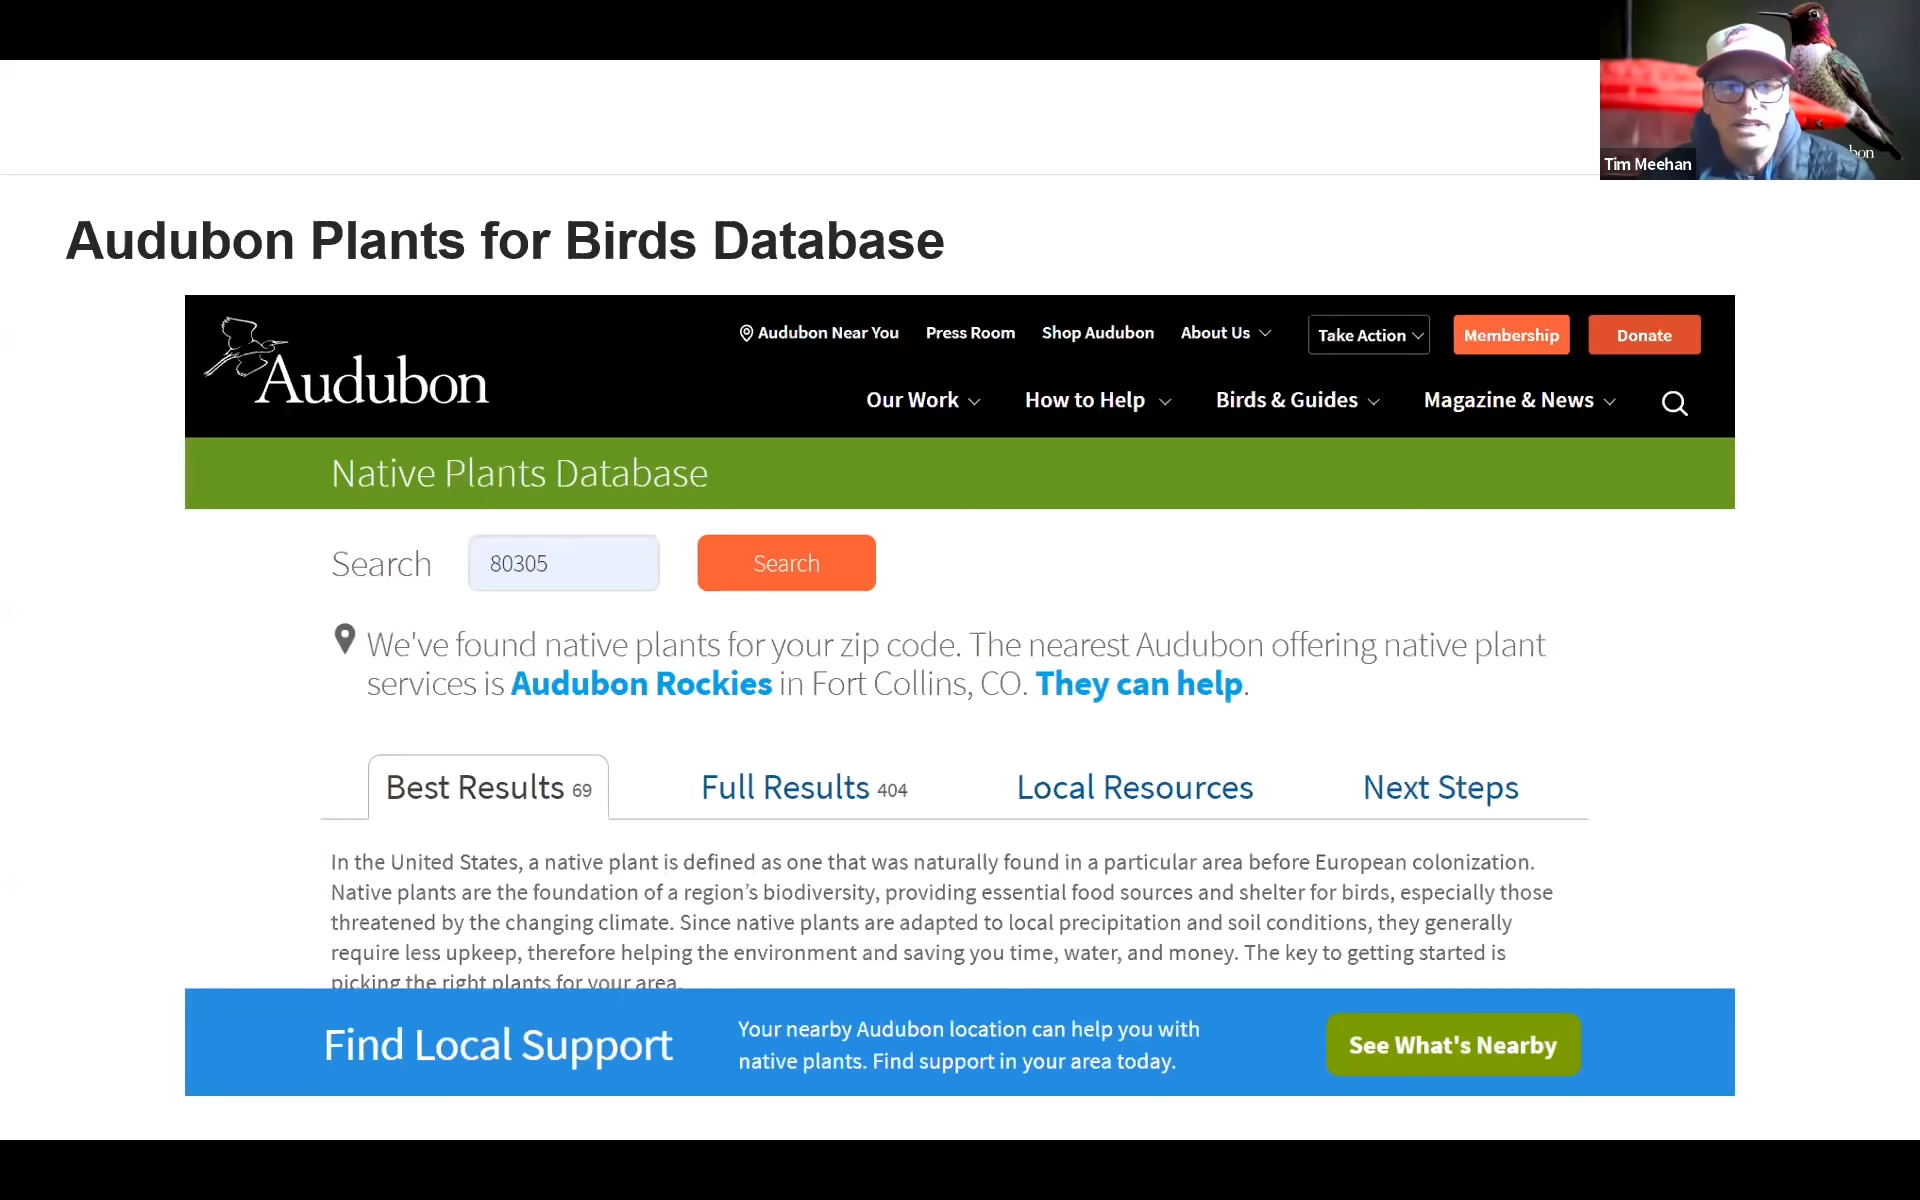 bon
Tim Meehan
Audubon Plants for Birds Database
Audubon
Audubon Near You Press Room Shop Audubon About Us Take Action Membership Donate
Our Work How to Help Birds & Guides Magazine & News
Native Plants Database
Search 80305 Search
We've found native plants for your zip code. The nearest Audubon offering native plant
services is Audubon Rockies in Fort Collins, CO. They can help.
Best Results 69 Full Results 404 Local Resources Next Steps
In the United States, a native plant is defined as one that was naturally found in a particular area before European colonization.
Native plants are the foundation of a region's biodiversity, providing essential food sources and shelter for birds, especially those
threatened by the changing climate. Since native plants are adapted to local precipitation and soil conditions, they generally
require less upkeep, therefore helping the environment and saving you time, water, and money. The key to getting started is
picking the right plants for your area.
Find Local Support
Your nearby Audubon location can help you with
native plants. Find support in your area today.
See What's Nearby